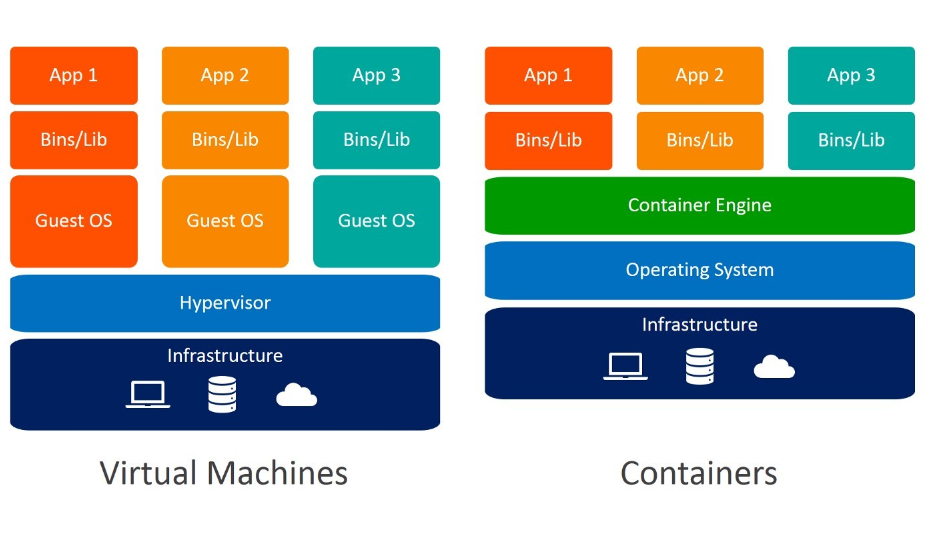 App 1
App 2
App 3
Bins/Lib
Bins/Lib
Bins/Lib
Guest OS
Guest OS
Guest OS
Hypervisor
Infrastructure
Virtual Machines
App 1
App 2
App 3
Bins/Lib
Bins/Lib
Bins/Lib
Container Engine
Operating System
Infrastructure
Containers